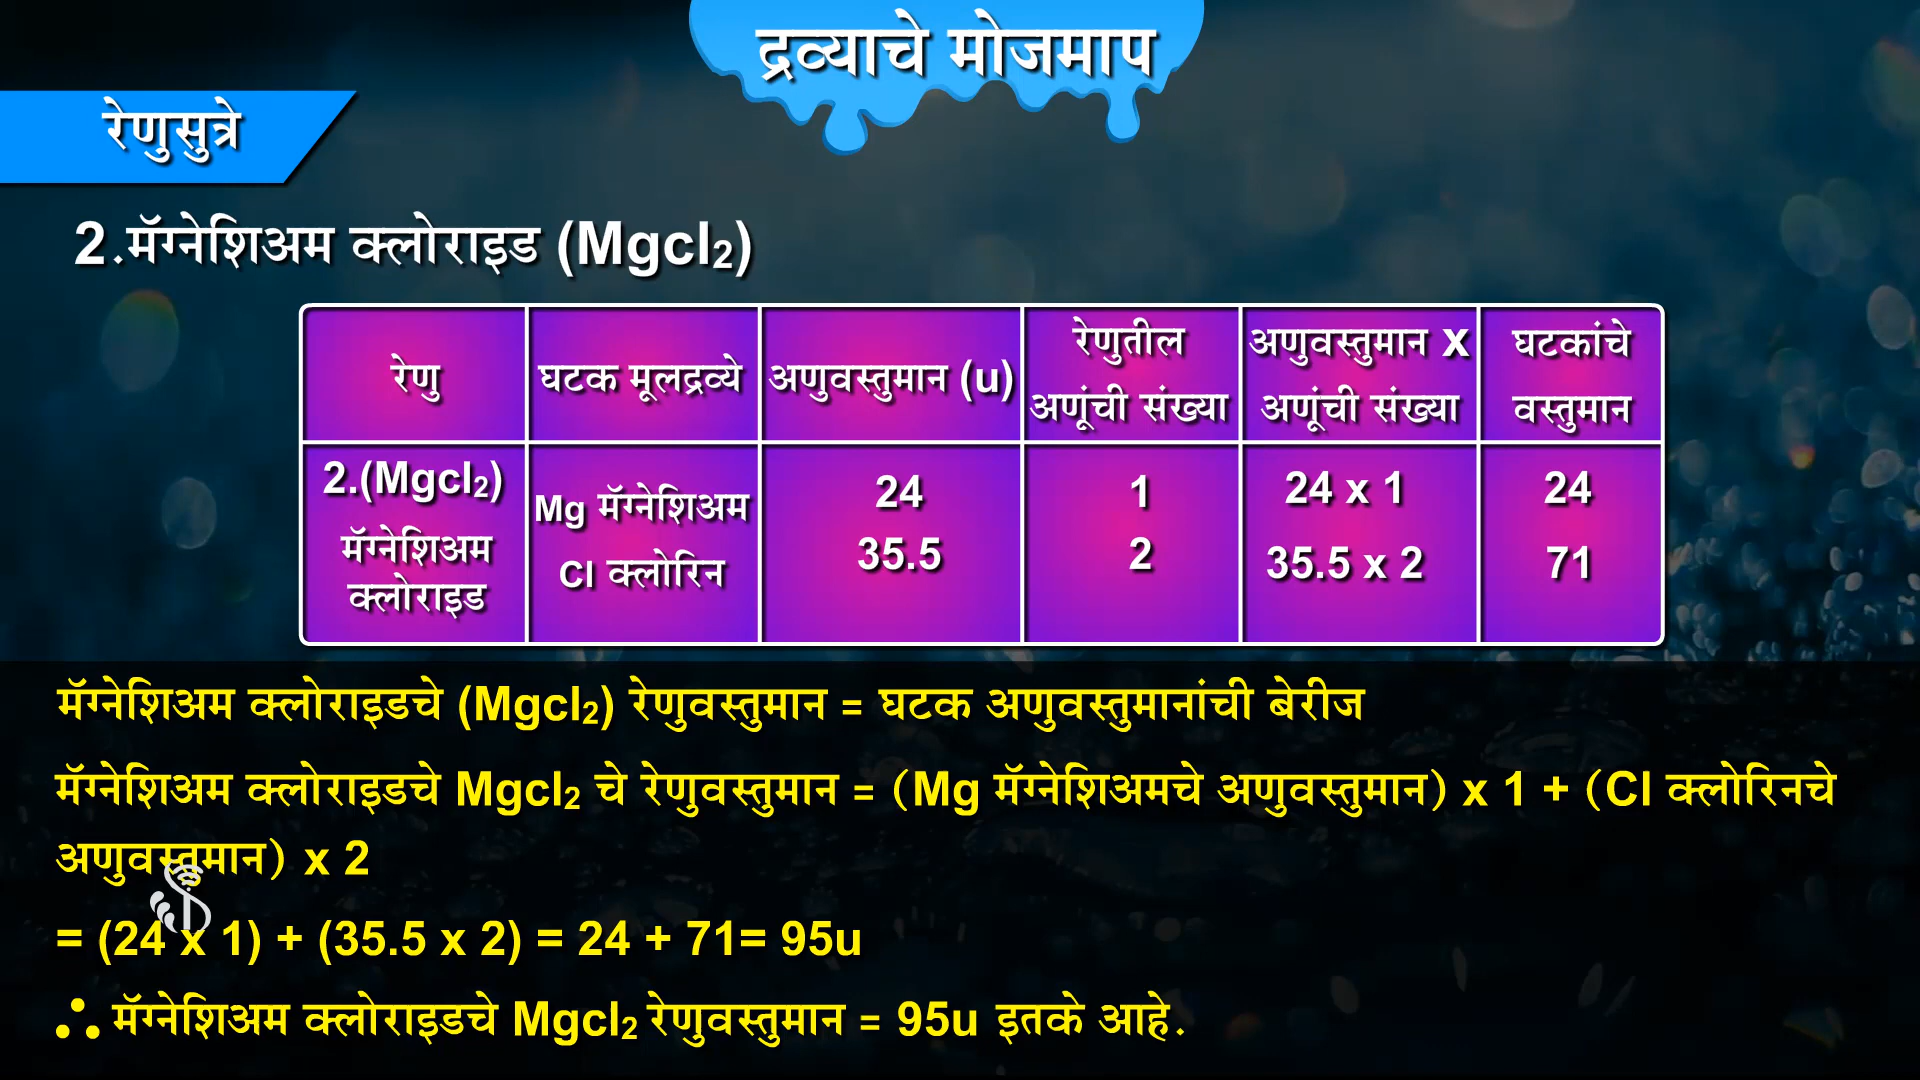 द्रव्याचे मोजमाप
रेणुसुत्रे
2.मॅग्नेशिअम क्लोराइड (Mgcl₂)
रेणु
घटक मूलद्रव्ये
अणुवस्तुमान (u)
रेणुतील
अणूंची संख्या
अणुवस्तुमान x
अणूंची संख्या
घटकांचे
वस्तुमान
2.(Mgcl₂)
मॅग्नेशिअम
क्लोराइड
Mg मॅग्नेशिअम
Cl क्लोरिन
24
35.5
1
2
24 x 1
35.5 x 2
24
71
मॅग्नेशिअम क्लोराइडचे (Mgcl₂) रेणुवस्तुमान = घटक अणुवस्तुमानांची बेरीज
मॅग्नेशिअम क्लोराइडचे Mgcl₂ चे रेणुवस्तुमान = (Mg मॅग्नेशिअमचे अणुवस्तुमान) x 1 + (Cl क्लोरिनचे
अणुवस्तुमान) x 2
= (24 x 1) + (35.5 x 2) = 24 + 71= 95u
∴ मॅग्नेशिअम क्लोराइडचे Mgcl₂ रेणुवस्तुमान = 95u इतके आहे.